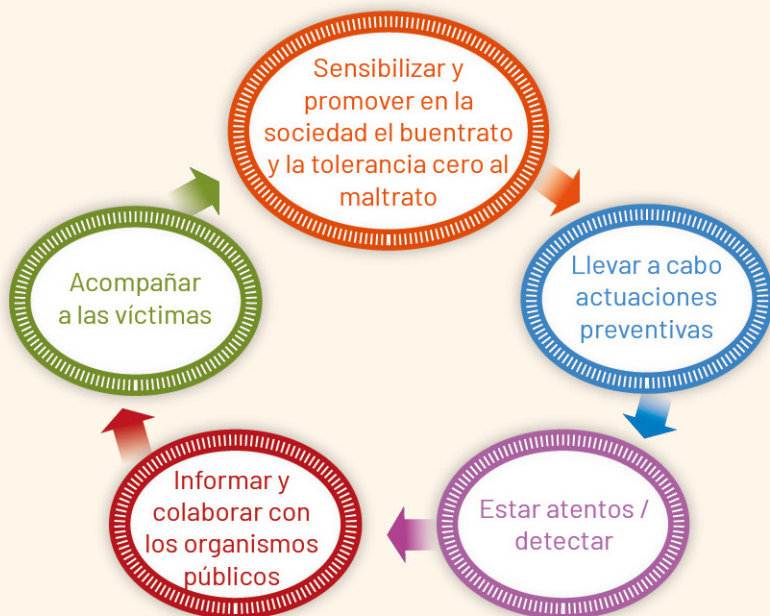 Sensibilizar y
promover en la
sociedad el buentrato
y la tolerancia cero al
maltrato
Llevar a cabo
actuaciones
preventivas
Estar atentos /
detectar
Informar y
colaborar con
los organismos
públicos
Acompañar
a las víctimas